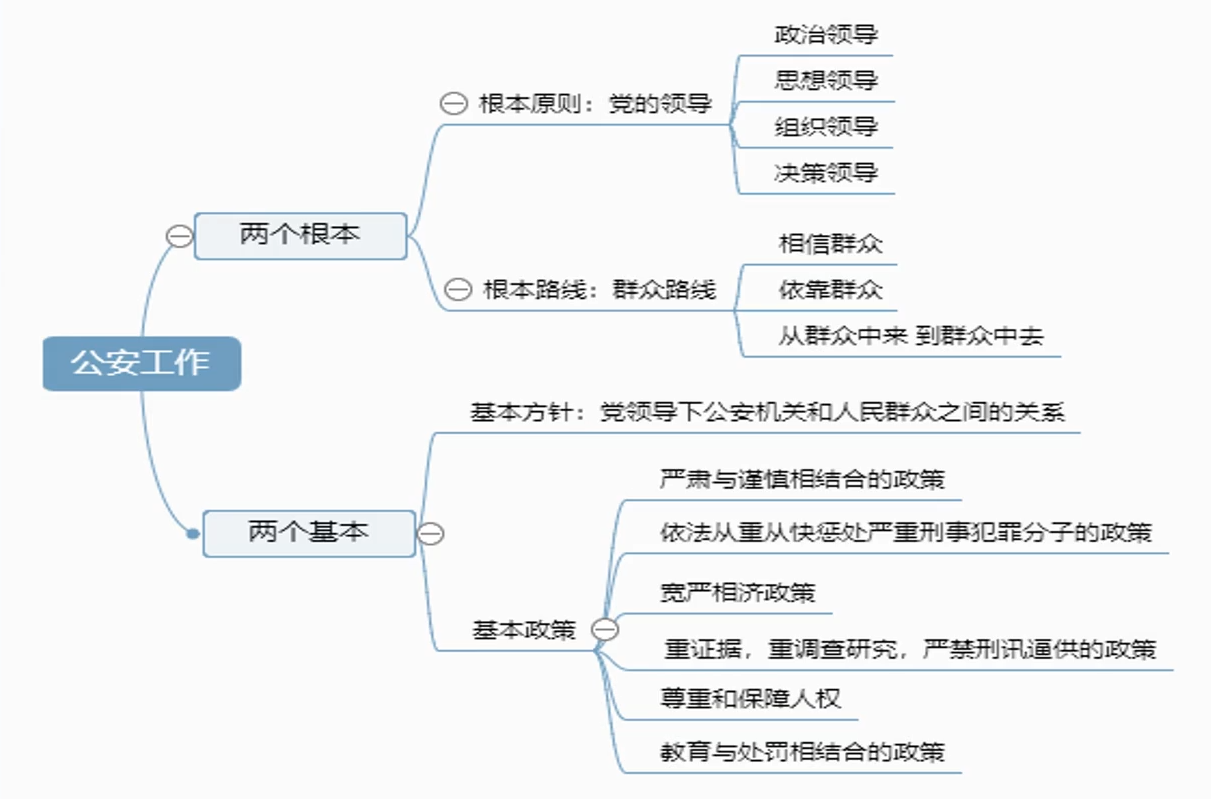 政治领导
思想领导
根本原则：党的领导
组织领导
决策领导
两个根本
相信群众
根本路线：群众路线
依靠群众
从群众中来 到群众中去
公安工作
基本方针：党领导下公安机关和人民群众之间的关系
严肃与谨慎相结合的政策
两个基本
依法从重从快惩处严重刑事犯罪分子的政策
宽严相济政策
基本政策
重证据，重调查研究，严禁刑讯逼供的政策
尊重和保障人权
教育与处罚相结合的政策